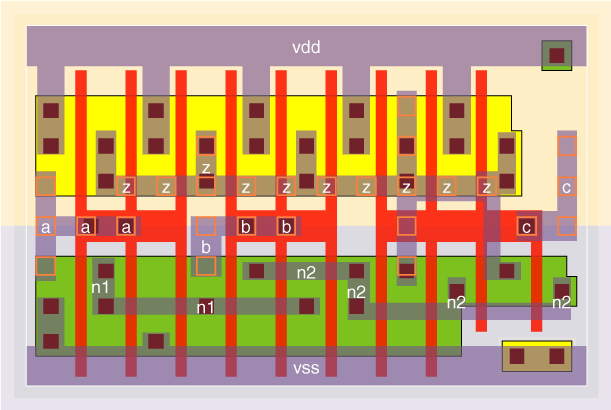 vdd
z
z z z z z z z z z
c
a a a b b c
b
n1 n2 n2
n1 n2 n2
vss